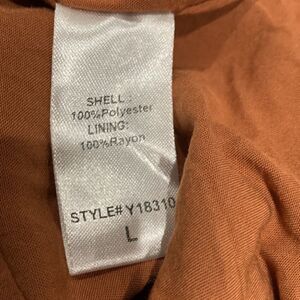 SHELL:
100%Polyester
LINING:
100%Rayon
STYLE# Y18310
L